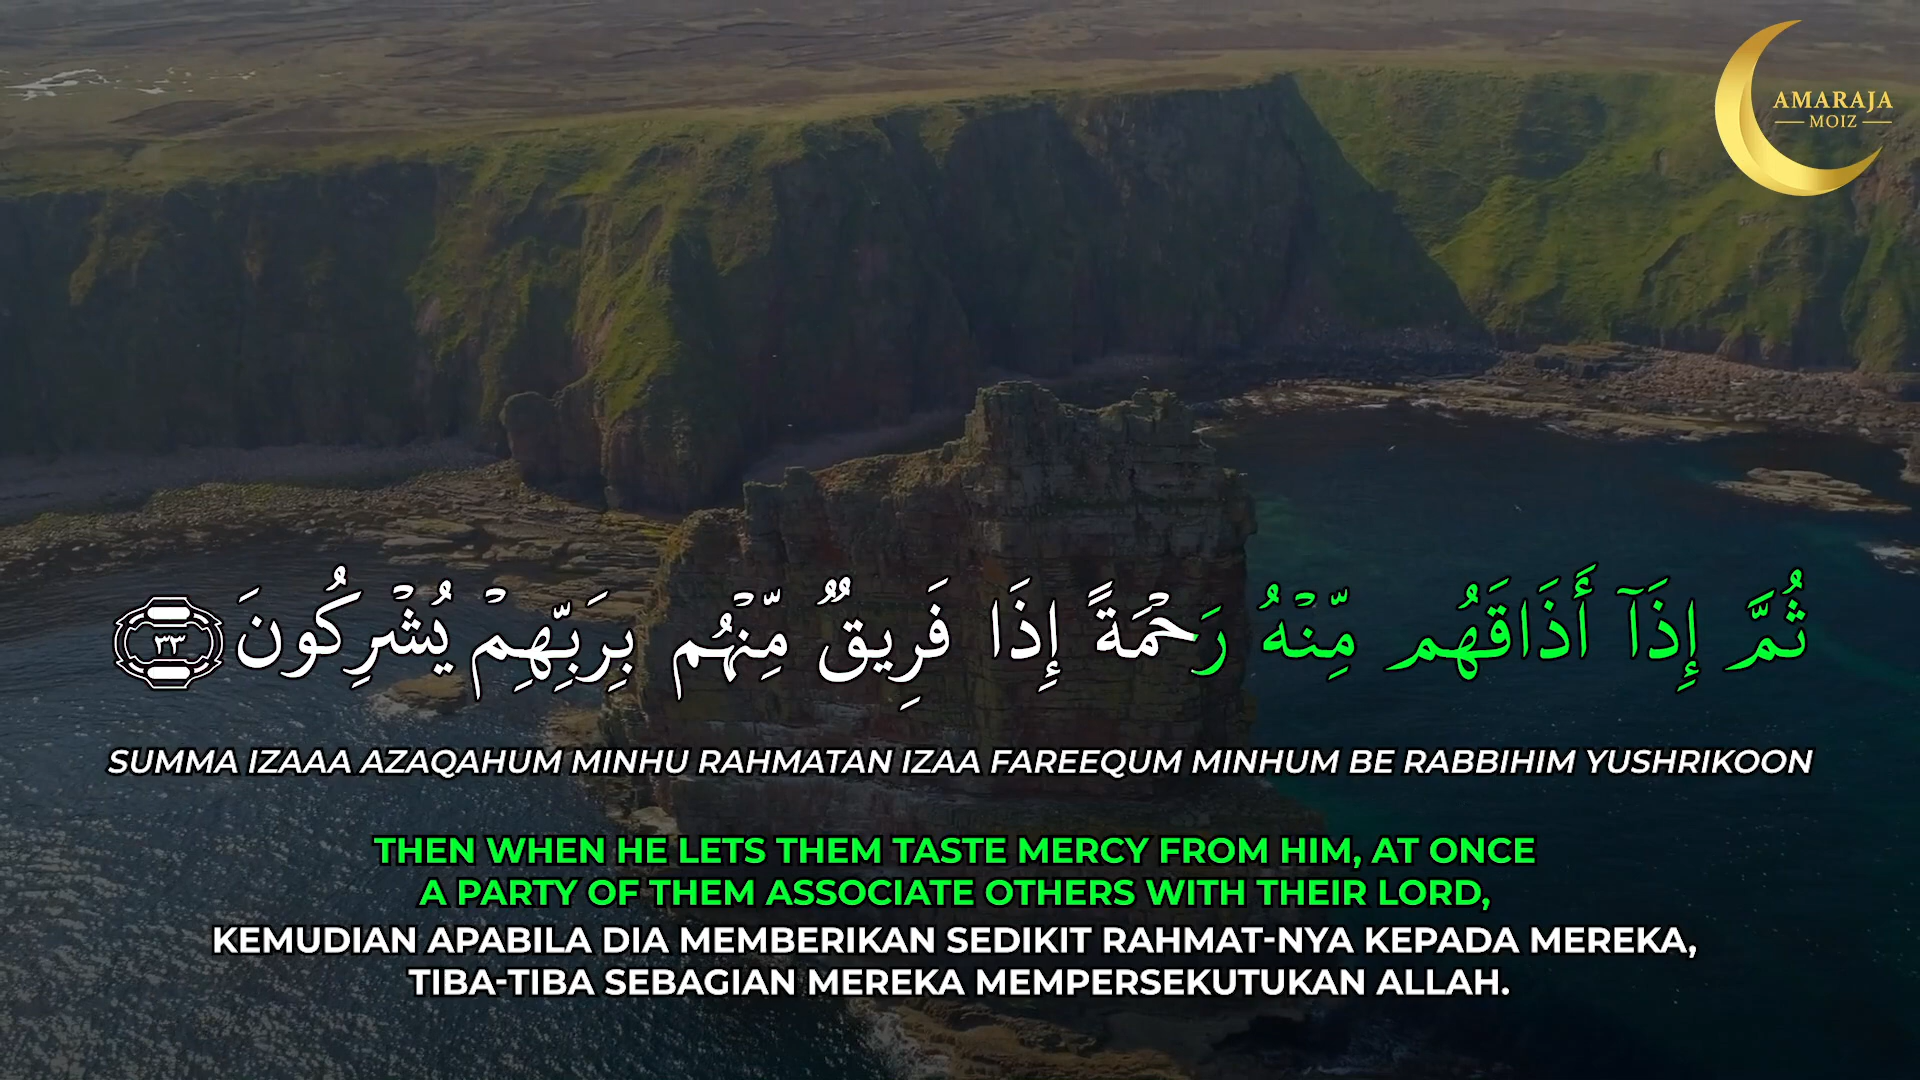 AMARAJA
MOIZ
ثُمَّ إِذَآ أَذَاقَهُم مِّنْهُ رَحْمَةً إِذَا فَرِيقٌ مِّنْهُم بِرَبِّهِمْ يُشْرِكُونَ ٣٣
SUMMA IZAAA AZAQAHUM MINHU RAHMATAN IZAA FAREEQUM MINHUM BE RABBIHIM YUSHRIKOON
THEN WHEN HE LETS THEM TASTE MERCY FROM HIM, AT ONCE
A PARTY OF THEM ASSOCIATE OTHERS WITH THEIR LORD,
KEMUDIAN APABILA DIA MEMBERIKAN SEDIKIT RAHMAT-NYA KEPADA MEREKA,
TIBA-TIBA SEBAGIAN MEREKA MEMPERSEKUTUKAN ALLAH.